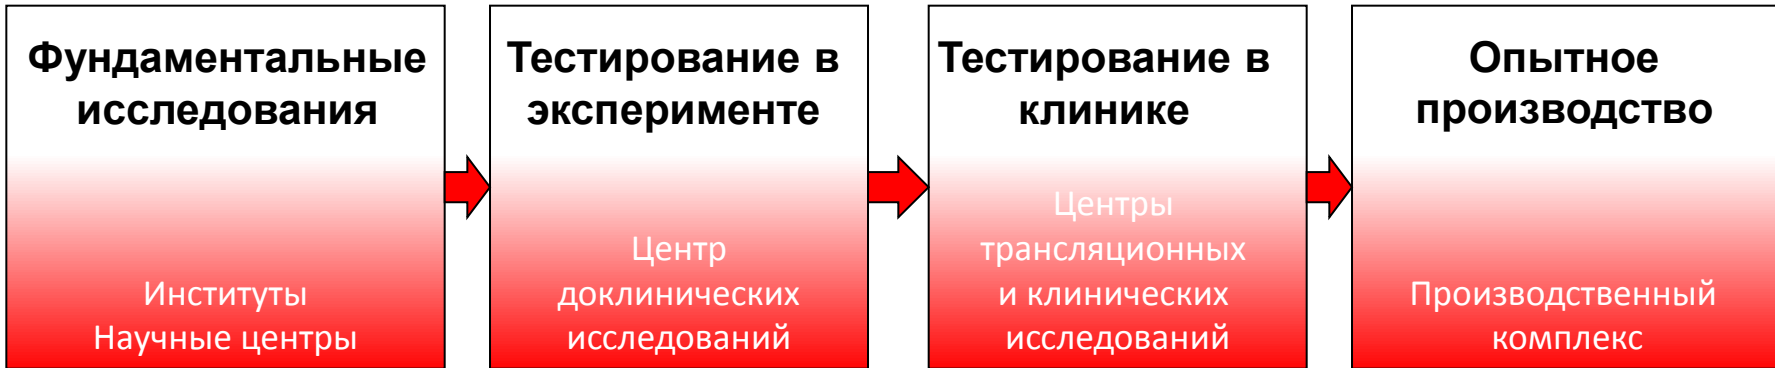 Фундаментальные
исследования
Институты
Научные центры
Тестирование в
эксперименте
Центр
доклинических
исследований
Тестирование в
клинике
Центры
трансляционных
и клинических
исследований
Опытное
производство
Производственный
комплекс